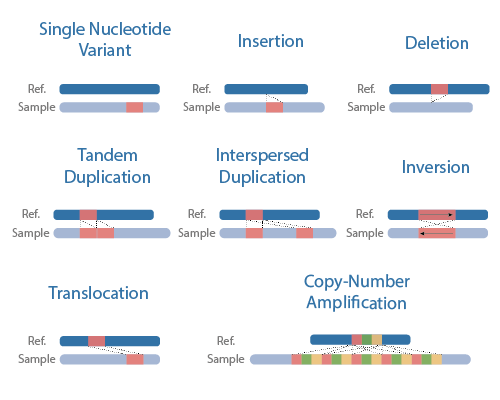 Single Nucleotide
Variant
Insertion
Deletion
Ref.
Sample
Ref.
Sample
Ref.
Sample
Tandem
Duplication
Interspersed
Duplication
Inversion
Ref.
Sample
Ref.
Sample
Ref.
Sample
Translocation
Copy-Number
Amplification
Ref.
Sample
Ref.
Sample